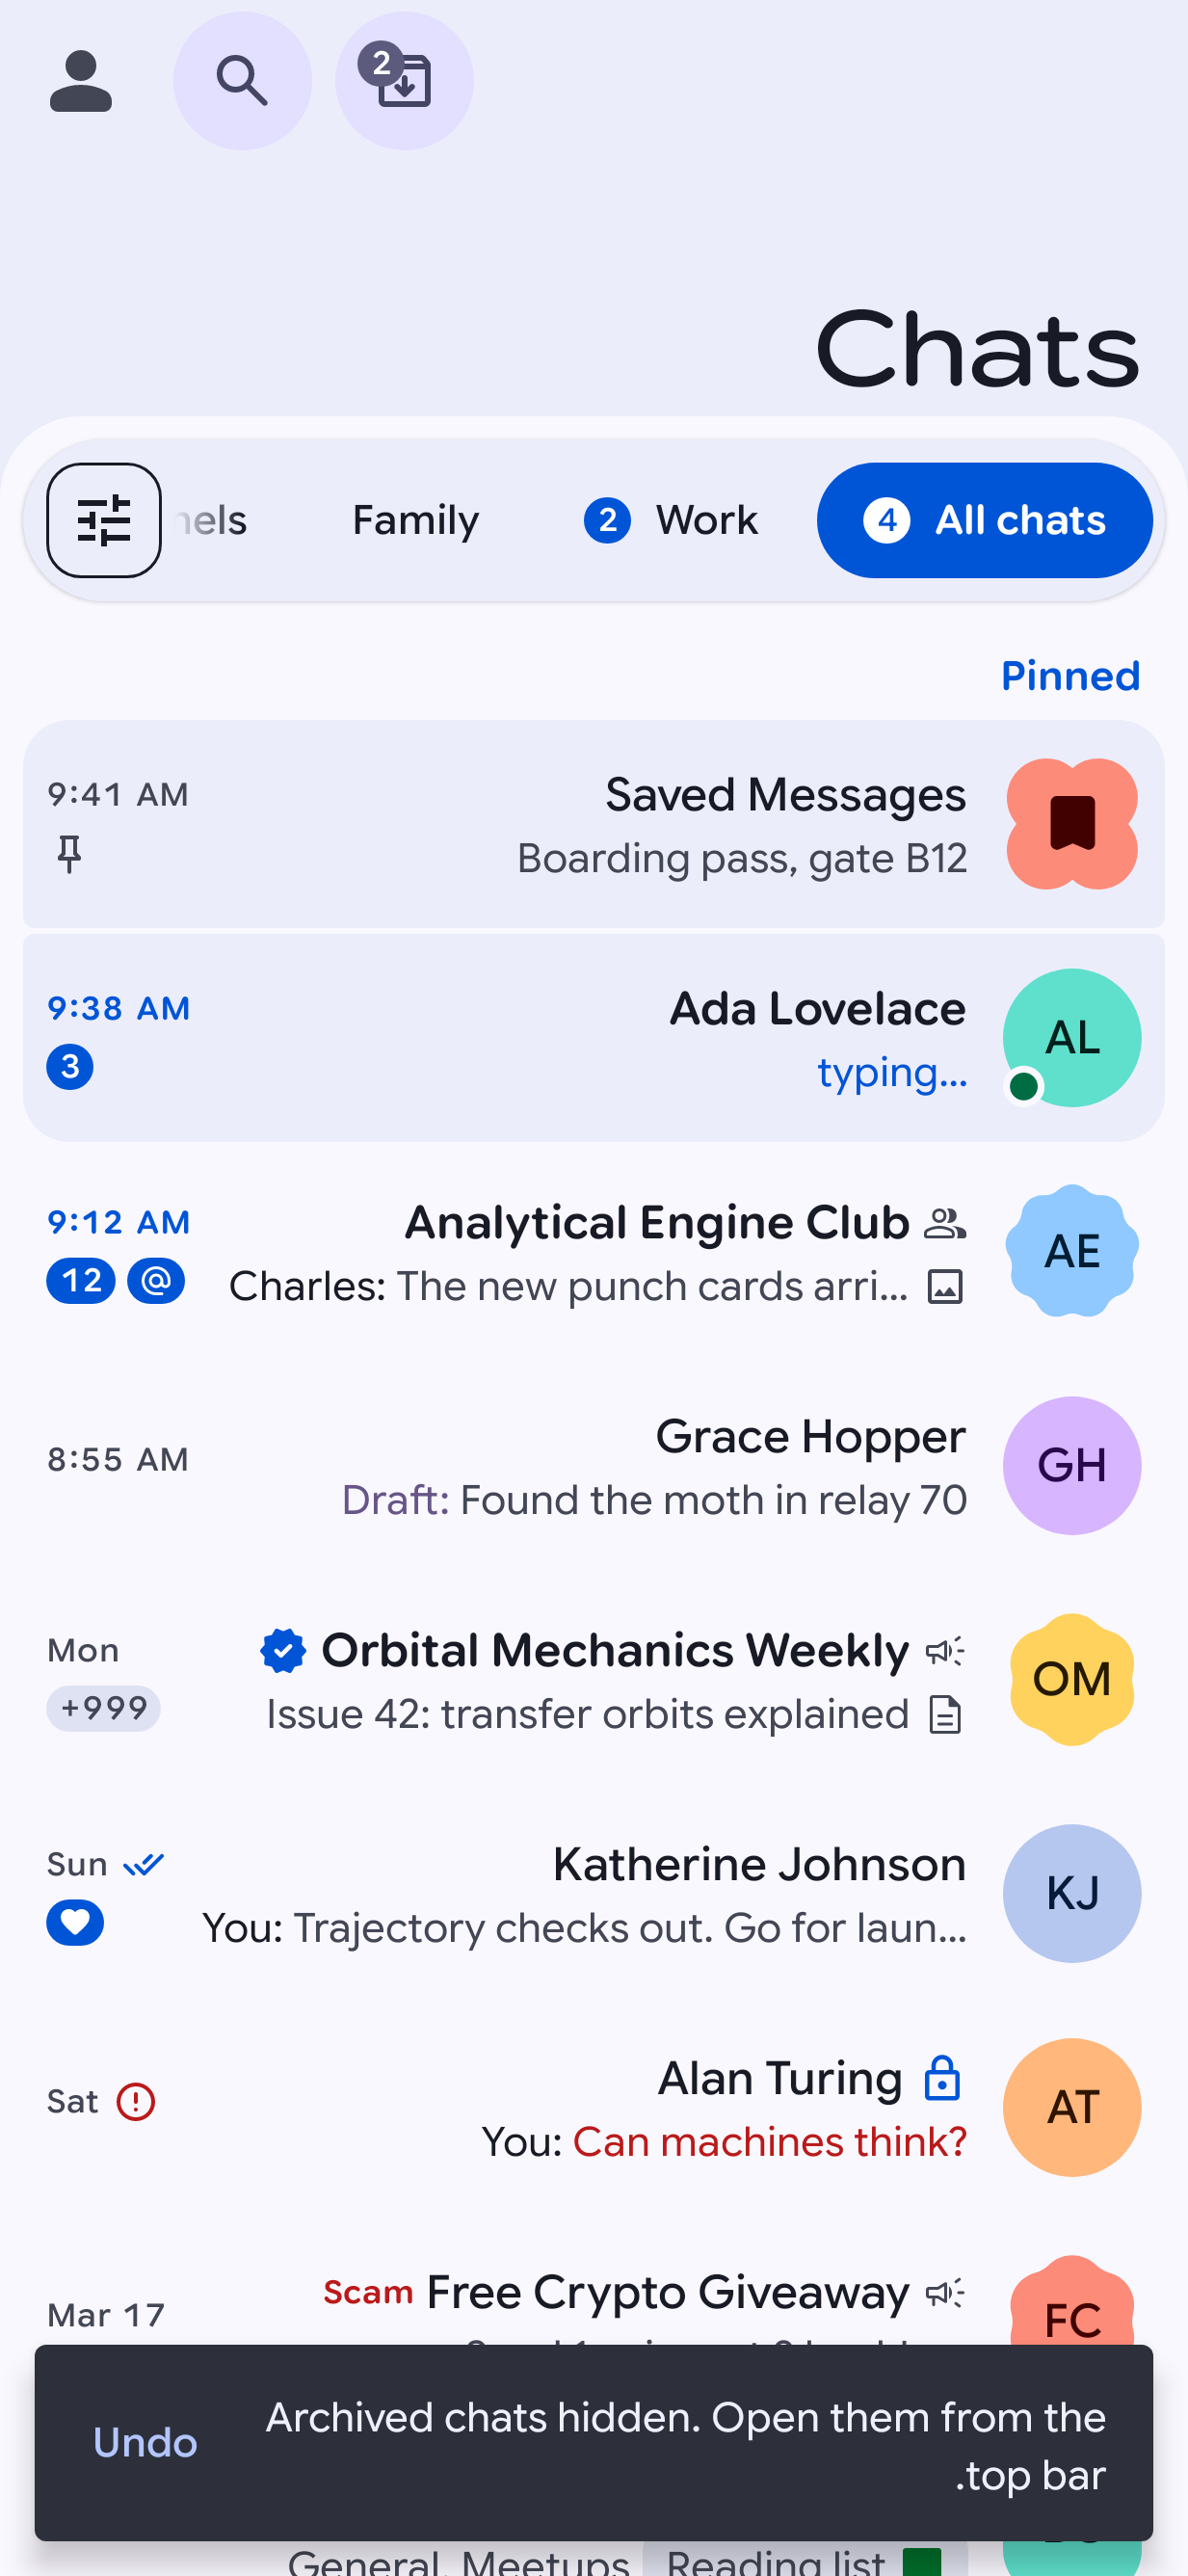 2
Chats
All chats 4
Work 2
Family
nels
Pinned
Saved Messages
9:41 AM
Boarding pass, gate B12
AL
Ada Lovelace
9:38 AM
typing...
3
AE
Analytical Engine Club
9:12 AM
Charles: The new punch cards arri...
12 @
GH
Grace Hopper
8:55 AM
Draft: Found the moth in relay 70
OM
Orbital Mechanics Weekly
Mon
Issue 42: transfer orbits explained
+999
KJ
Katherine Johnson
Sun
You: Trajectory checks out. Go for laun...
AT
Alan Turing
Sat
You: Can machines think?
FC
Free Crypto Giveaway Scam
Mar 17
Archived chats hidden. Open them from the
.top bar
Undo
General, Meetups Reading list